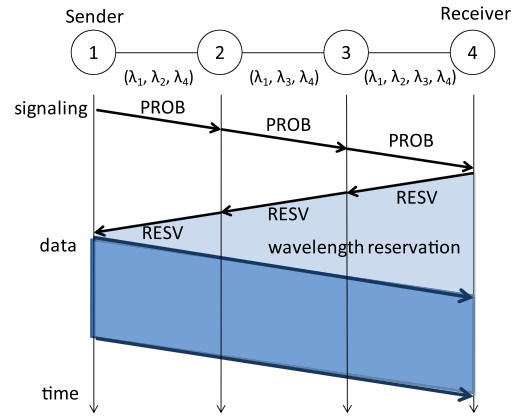 Sender
Receiver
1
2
3
4
(λ₁, λ₂, λ₄)
(λ₁, λ₃, λ₄)
(λ₁, λ₂, λ₃, λ₄)
signaling
PROB
PROB
PROB
RESV
RESV
RESV
data
wavelength reservation
time